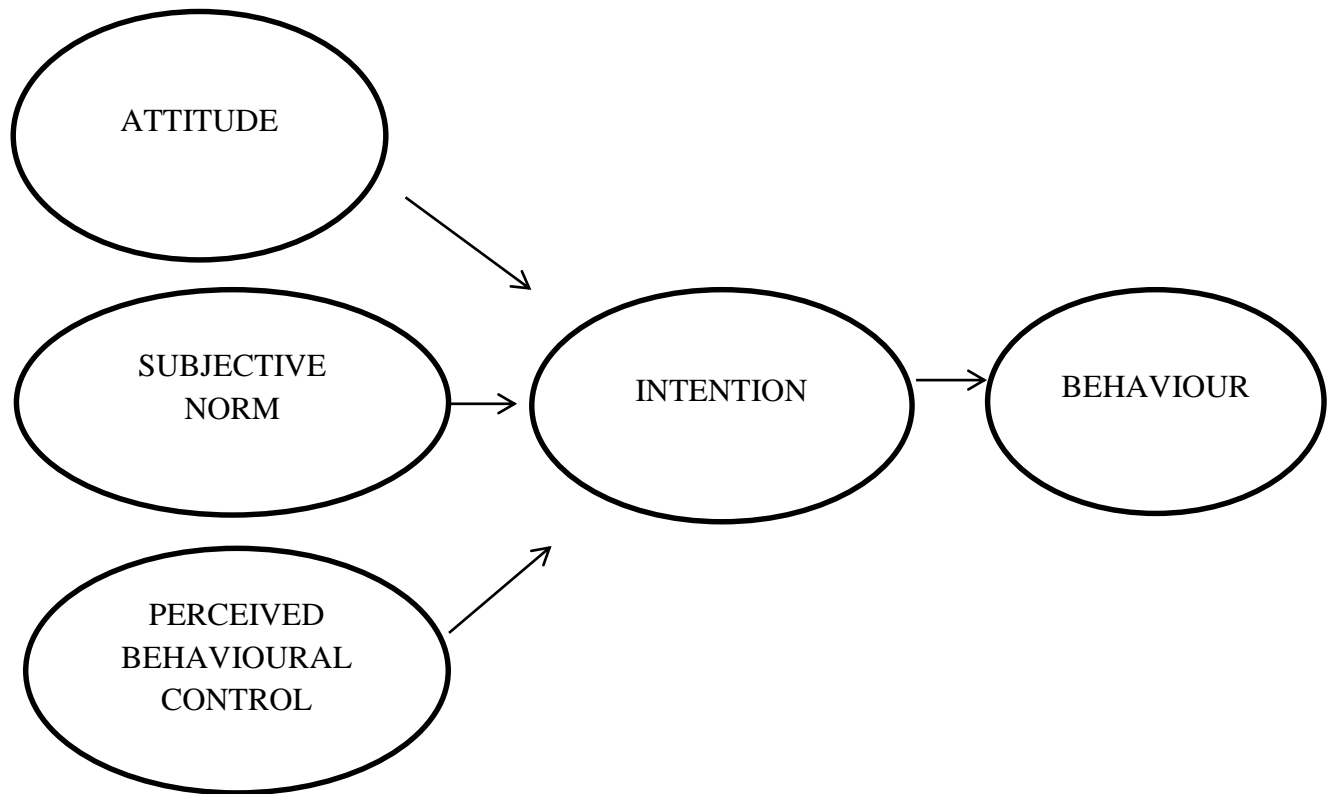 ATTITUDE
SUBJECTIVE
NORM
INTENTION
BEHAVIOUR
PERCEIVED
BEHAVIOURAL
CONTROL